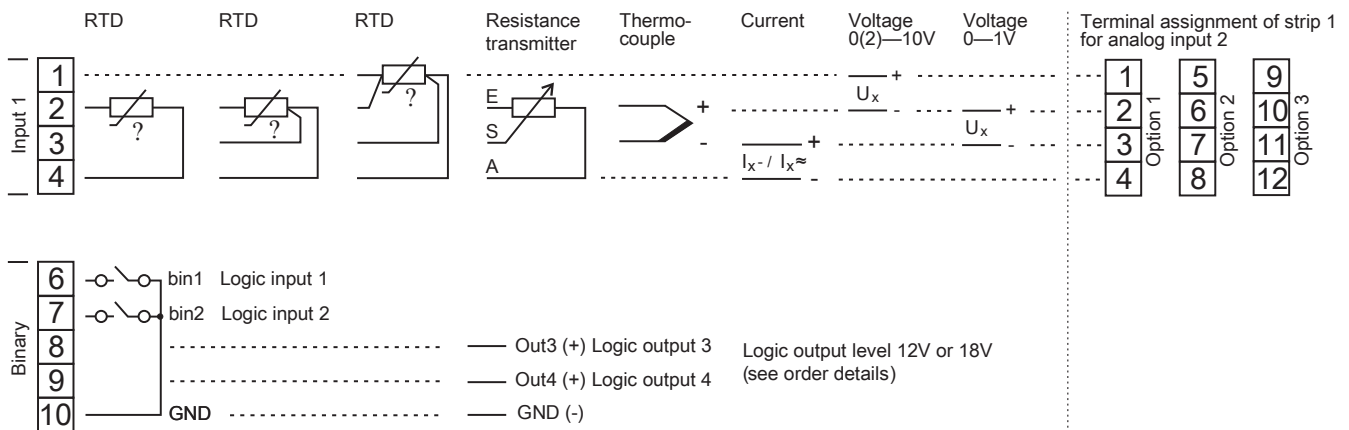 RTD RTD RTD Resistance transmitter Thermo-couple Current Voltage 0(2)—10V Voltage 0—1V
Terminal assignment of strip 1
for analog input 2
Input 1
1
2
3
4
?
?
?
E
S
A
+
-
+
Ix- / Ix≈
-
+
Ux
-
+
Ux
-
1
2
3
4
Option 1
5
6
7
8
Option 2
9
10
11
12
Option 3
Binary
6 bin1 Logic input 1
7 bin2 Logic input 2
8 Out3 (+) Logic output 3
9 Out4 (+) Logic output 4
10 GND GND (-)
Logic output level 12V or 18V
(see order details)